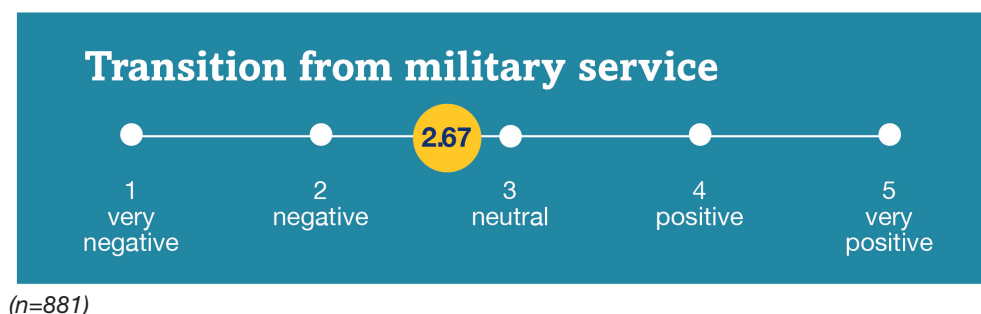 Transition from military service
2.67
1 2 3 4 5
very negative neutral positive very
negative positive
(n=881)